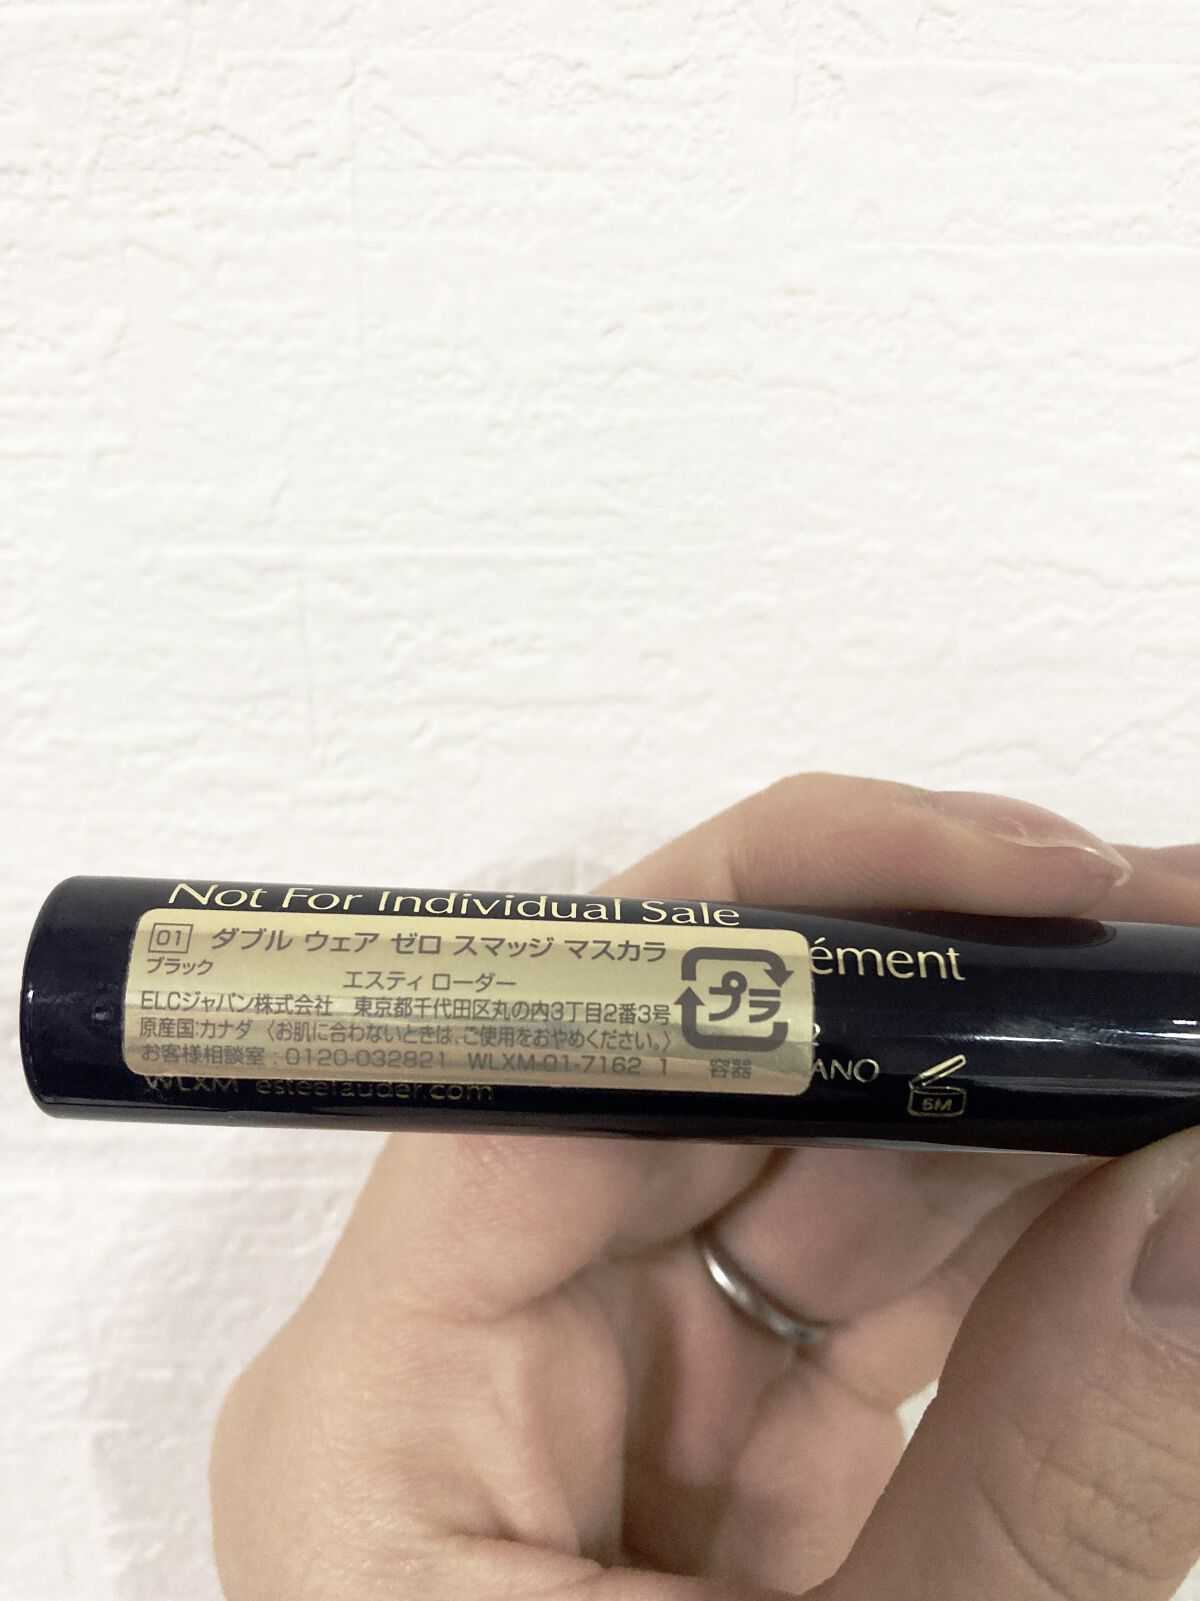 Not For Individual Sale
ément
01 ダブル ウェア ゼロ スマッジ マスカラ
ブラック エスティ ローダー
ELCジャパン株式会社 東京都千代田区丸の内3丁目2番3号
原産国:カナダ 〈お肌に合わないときは、ご使用をおやめください。〉
お客様相談室:0120-032821 WLXM-01-7162 1
プラ
容器
2
ANO
WLXM esteelauder.com
6M